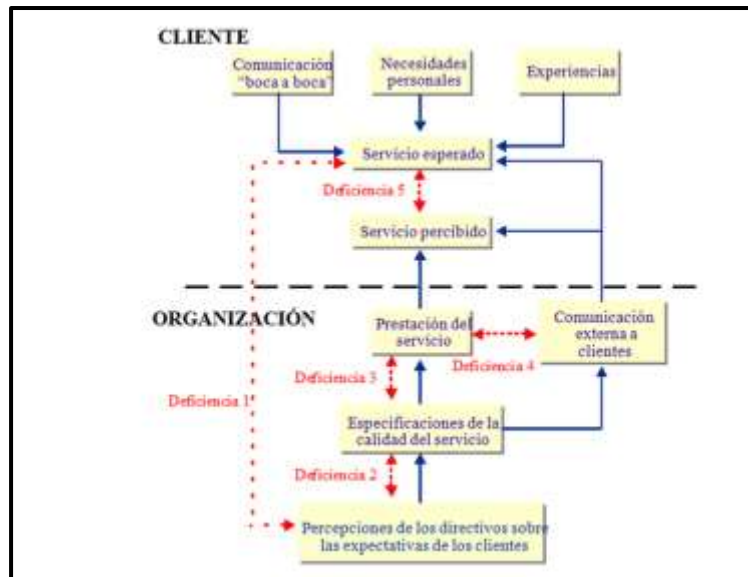 CLIENTE
Comunicación
"boca a boca"
Necesidades
personales
Experiencias
Servicio esperado
Deficiencia 5
Servicio percibido
ORGANIZACIÓN
Prestación del
servicio
Comunicación
externa a
clientes
Deficiencia 4
Deficiencia 3
Deficiencia 1
Especificaciones de la
calidad del servicio
Deficiencia 2
Percepciones de los directivos sobre
las expectativas de los clientes